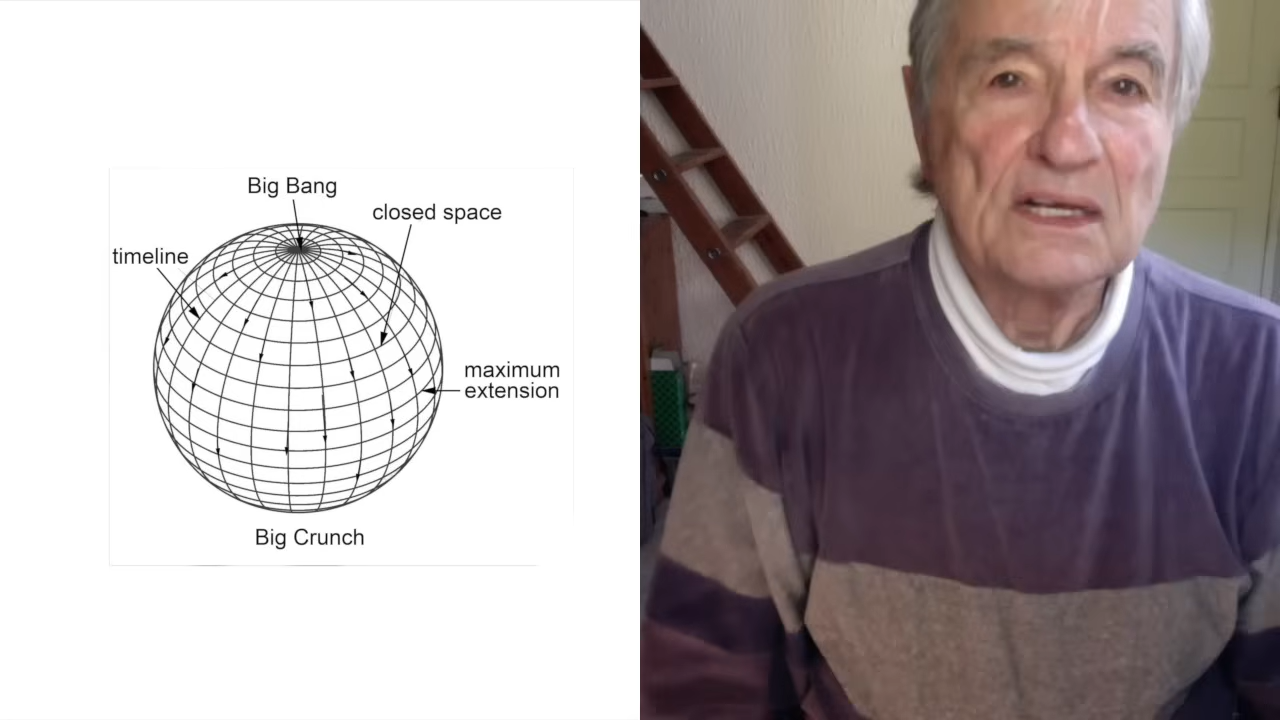 Big Bang
closed space
timeline
maximum
extension
Big Crunch